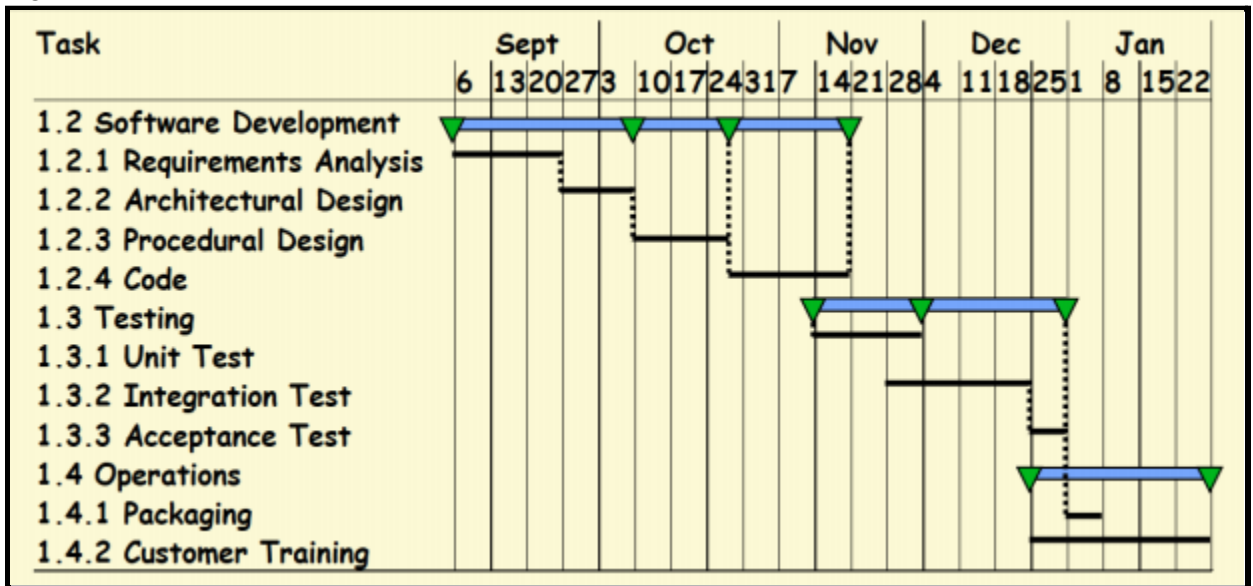 Task Sept Oct Nov Dec Jan
6 13 20 27 3 10 17 24 31 7 14 21 28 4 11 18 25 1 8 15 22
1.2 Software Development
1.2.1 Requirements Analysis
1.2.2 Architectural Design
1.2.3 Procedural Design
1.2.4 Code
1.3 Testing
1.3.1 Unit Test
1.3.2 Integration Test
1.3.3 Acceptance Test
1.4 Operations
1.4.1 Packaging
1.4.2 Customer Training